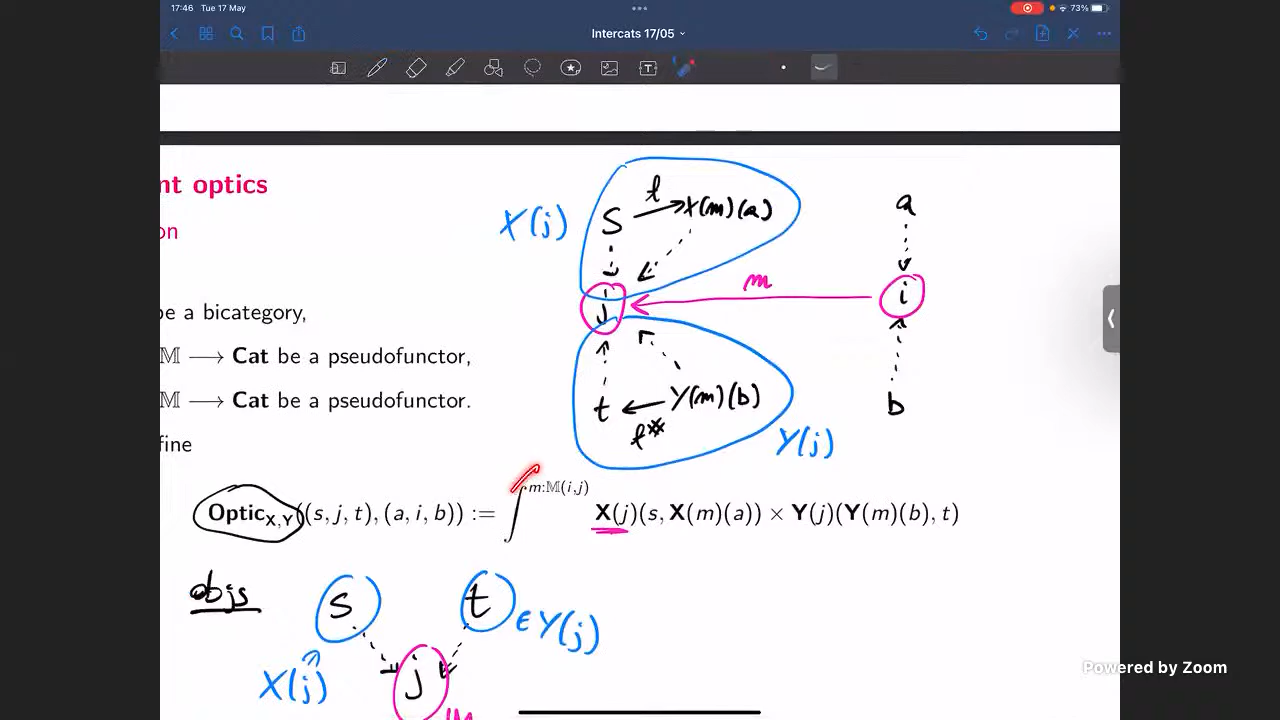 17:46 Tue 17 May
73%
Intercats 17/05
nt optics
on
be a bicategory,
𝕄 ⟶ Cat be a pseudofunctor,
𝕄 ⟶ Cat be a pseudofunctor.
fine
X(j)
S ℓ X(m)(a)
a
j m i
t Y(m)(b)
ℓ*
b
Y(j)
Optic_{X,Y}((s, j, t), (a, i, b)) := ∫^{m:𝕄(i,j)} X(j)(s, X(m)(a)) × Y(j)(Y(m)(b), t)
objs
s t ∈ Y(j)
X(j) j
Powered by Zoom